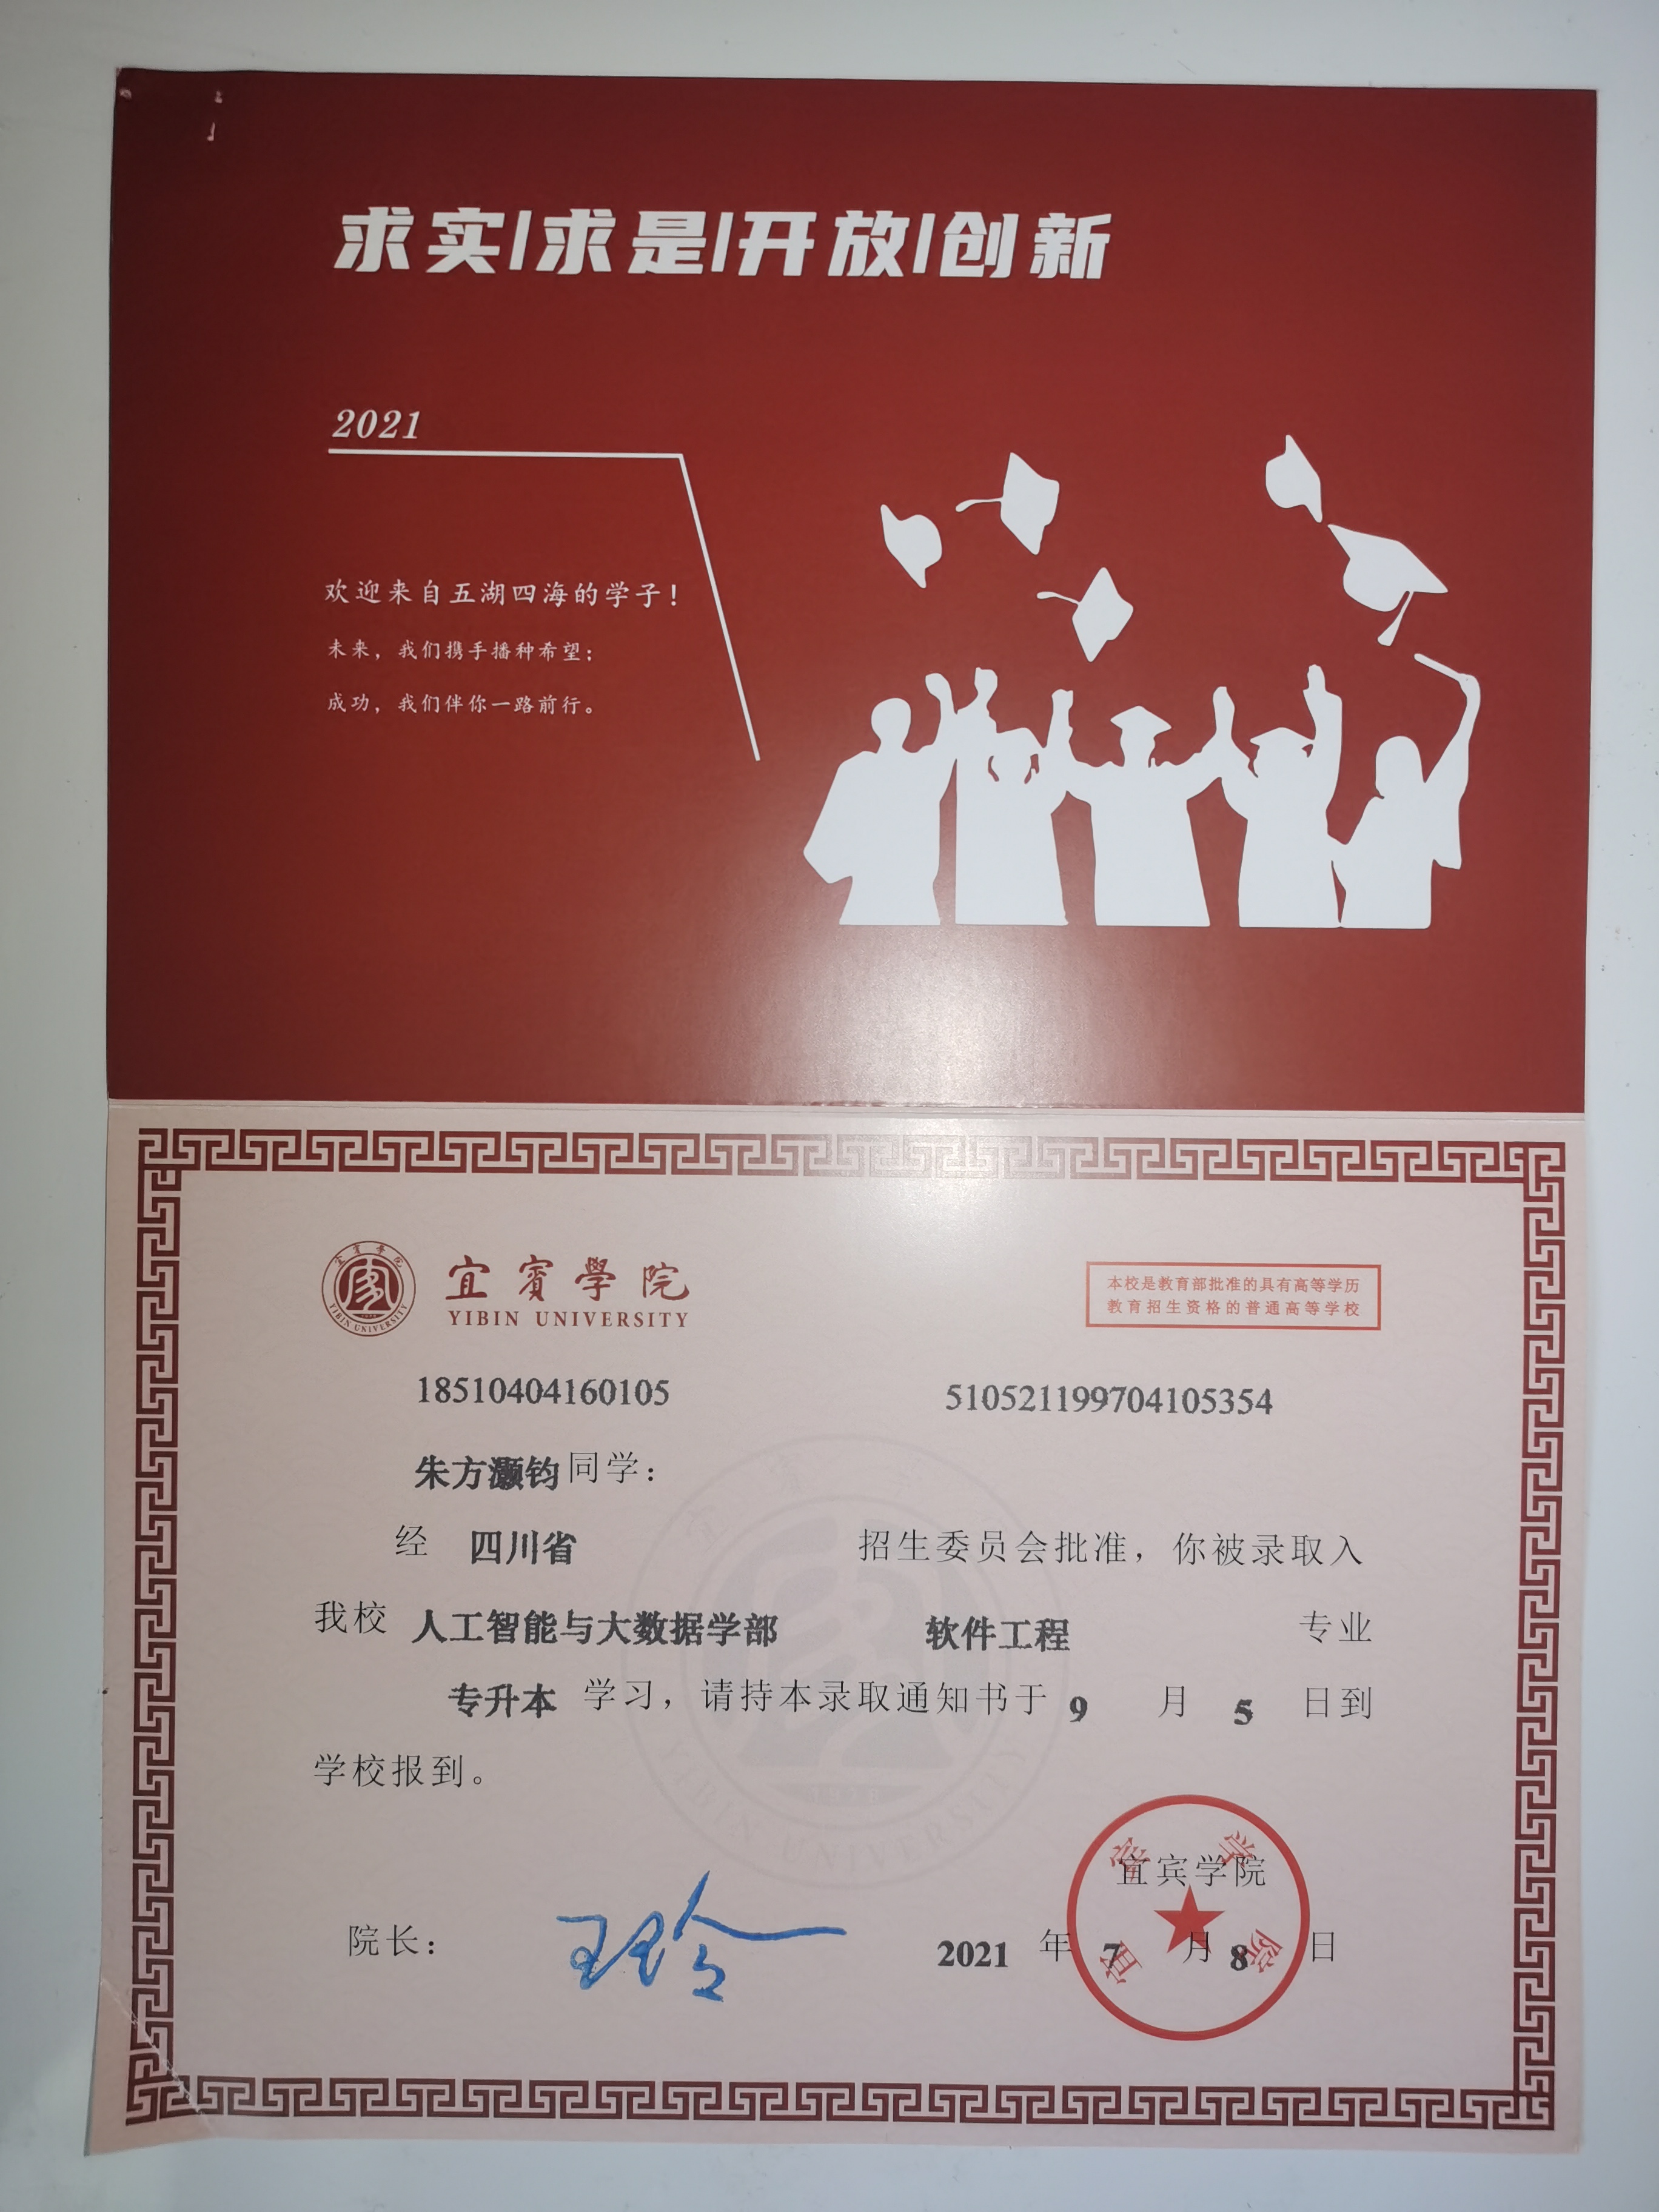 求实/求是/开放/创新
2021
欢迎来自五湖四海的学子！
未来，我们携手播种希望；
成功，我们伴你一路前行。
宜賓學院
YIBIN UNIVERSITY
宜賓學院
YIBIN UNIVERSITY
本校是教育部批准的具有高等学历
教育招生资格的普通高等学校
18510404160105 510521199704105354
朱方灏钧同学：
经 四川省 招生委员会批准，你被录取入
我校 人工智能与大数据学部 软件工程 专业
专升本 学习，请持本录取通知书于 9 月 5 日到
学校报到。
YIBIN UNIVERSITY
宜宾学院
宜宾学院
院长：
2021 年 7 月 8 日